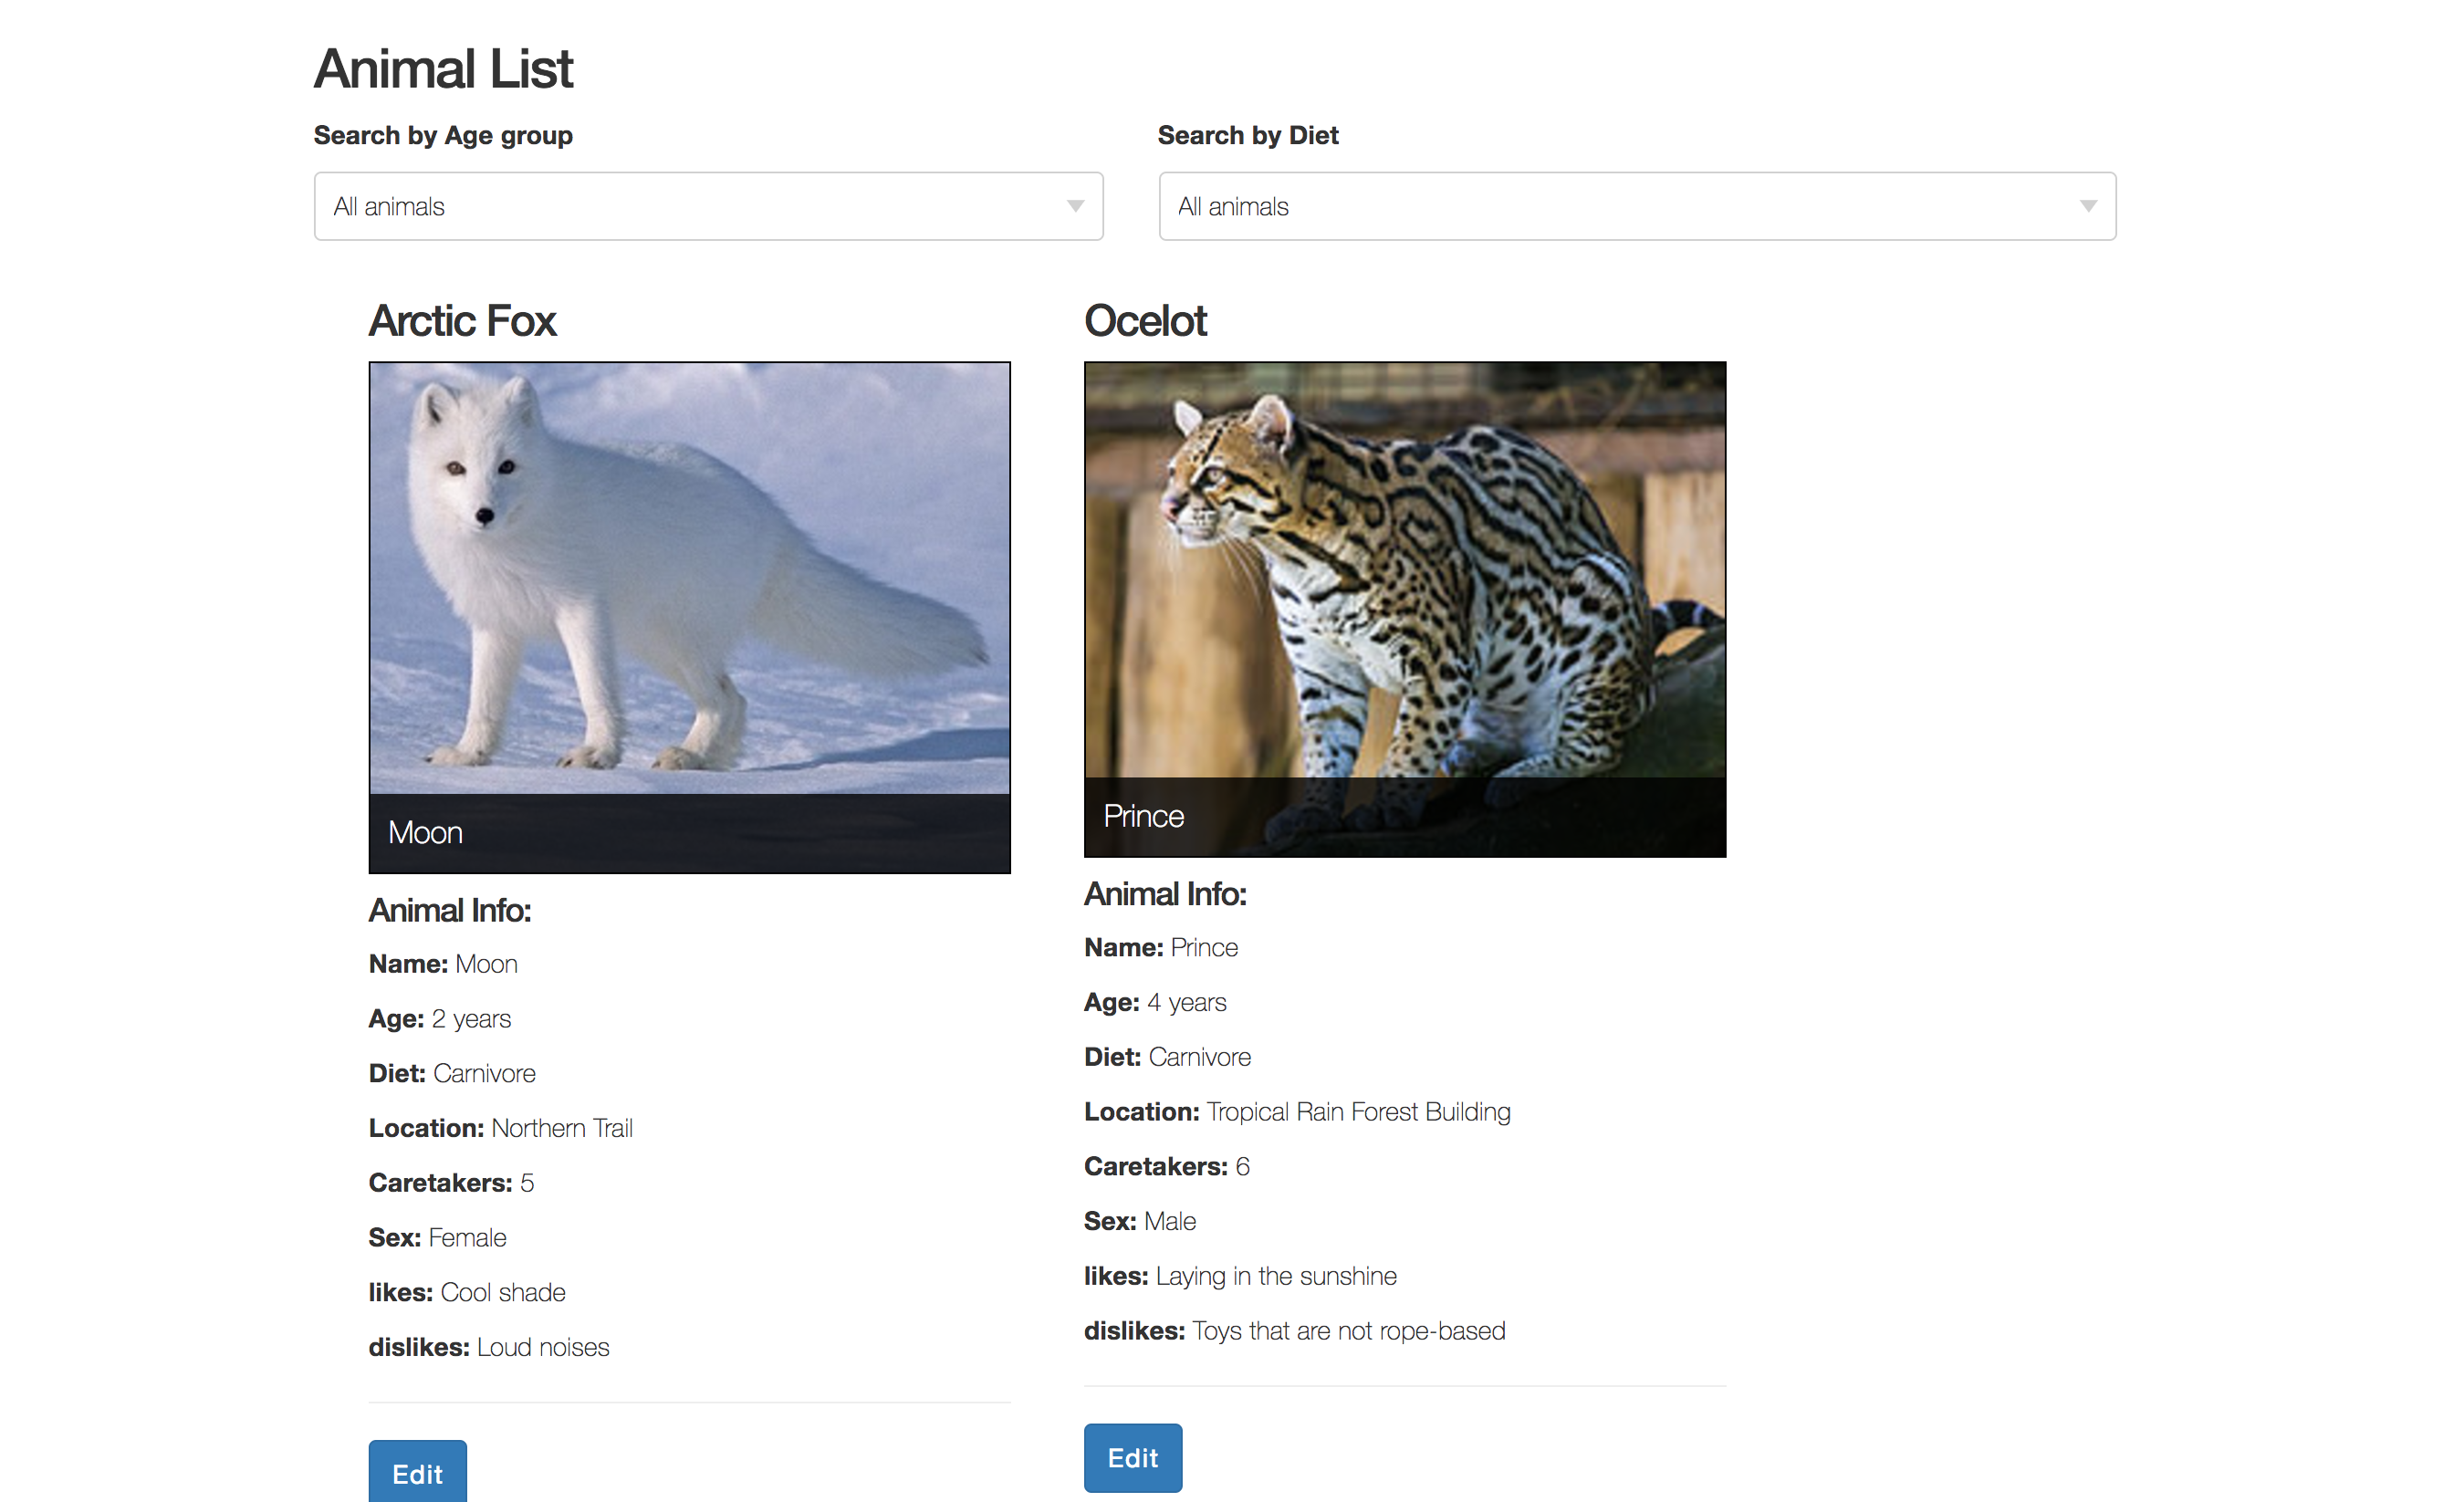 Animal List
Search by Age group
All animals
Search by Diet
All animals
Arctic Fox
Moon
Animal Info:
Name: Moon
Age: 2 years
Diet: Carnivore
Location: Northern Trail
Caretakers: 5
Sex: Female
likes: Cool shade
dislikes: Loud noises
Edit
Ocelot
Prince
Animal Info:
Name: Prince
Age: 4 years
Diet: Carnivore
Location: Tropical Rain Forest Building
Caretakers: 6
Sex: Male
likes: Laying in the sunshine
dislikes: Toys that are not rope-based
Edit